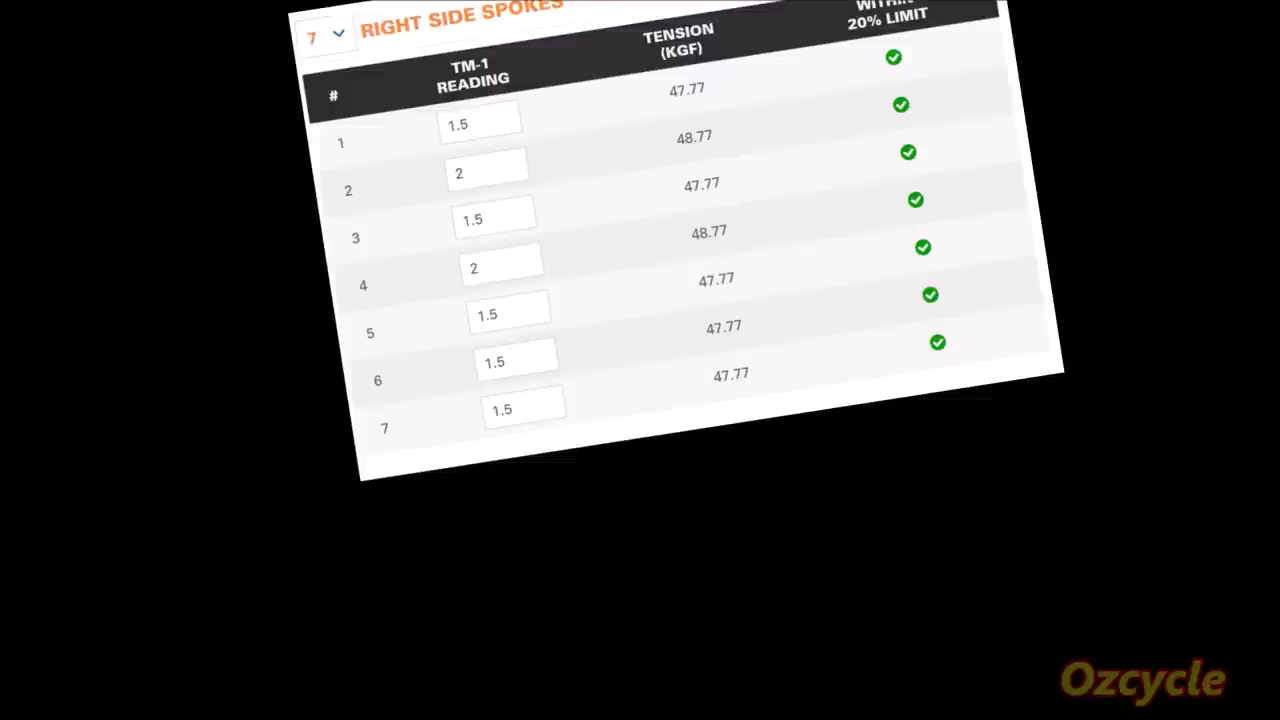 7 RIGHT SIDE SPOKES
# TM-1 READING TENSION (KGF) WITHIN 20% LIMIT
1 1.5 47.77
2 2 48.77
3 1.5 47.77
4 2 48.77
5 1.5 47.77
6 1.5 47.77
7 1.5 47.77
Ozcycle